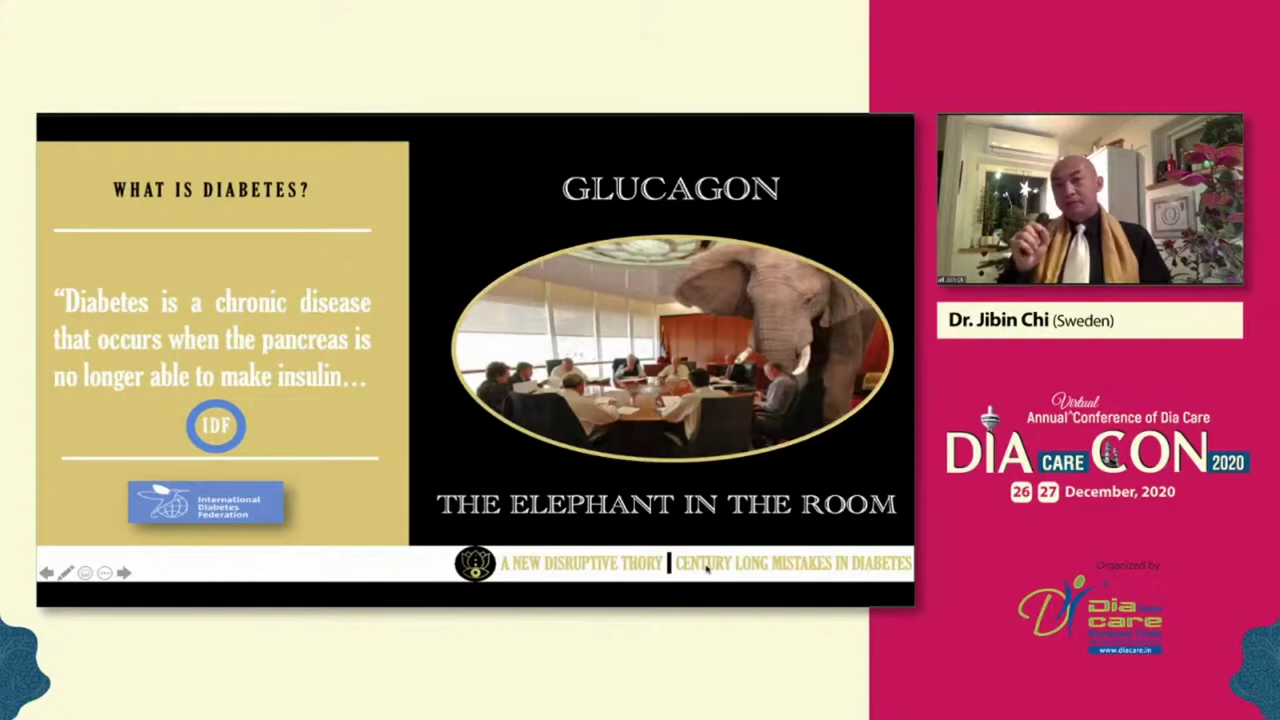 WHAT IS DIABETES?
“Diabetes is a chronic disease
that occurs when the pancreas is
no longer able to make insulin…
IDF
International
Diabetes
Federation
GLUCAGON
THE ELEPHANT IN THE ROOM
A NEW DISRUPTIVE THORY | CENTURY LONG MISTAKES IN DIABETES
Dr. Jibin Chi (Sweden)
Virtual
Annual ^Conference of Dia Care
DIA CARE CON 2020
26 27 December, 2020
Organized by
Dia
care
www.diacare.in